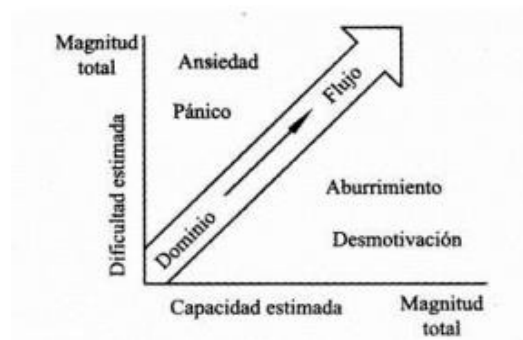 Magnitud
total
Ansiedad
Pánico
Flujo
Dificultad estimada
Dominio
Aburrimiento
Desmotivación
Capacidad estimada
Magnitud
total